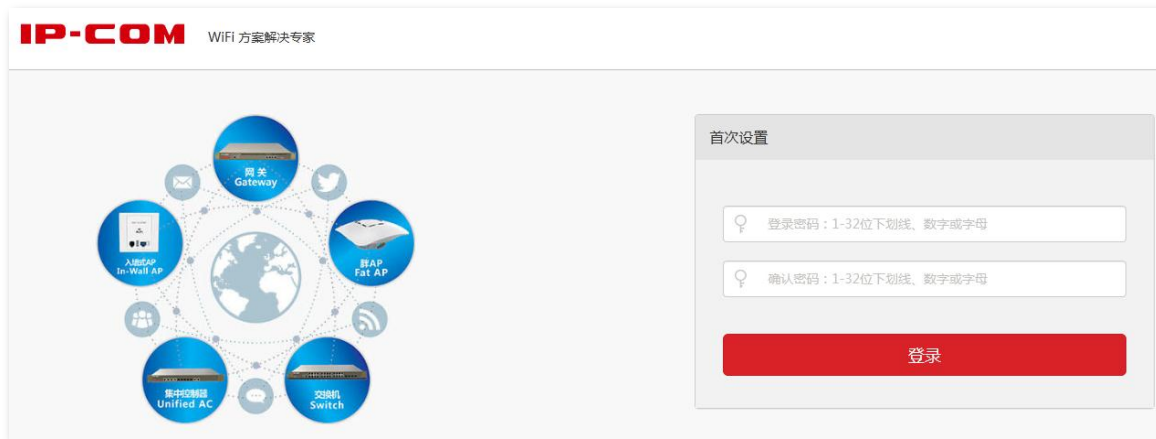 IP-COM WiFi 方案解决专家
首次设置
网关
Gateway
入墙式AP
In-Wall AP
胖AP
Fat AP
登录密码：1-32位下划线、数字或字母
确认密码：1-32位下划线、数字或字母
登录
集中控制器
Unified AC
交换机
Switch